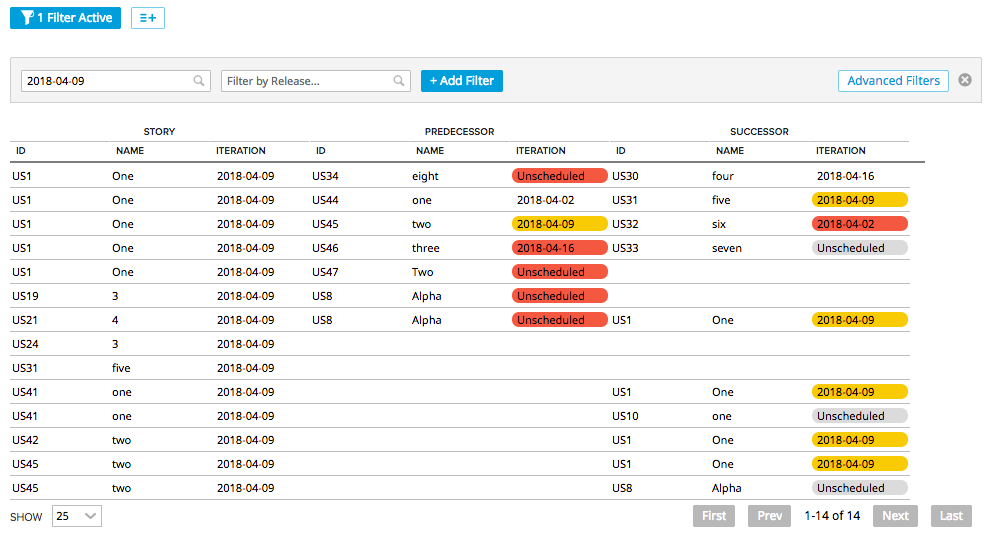 1 Filter Active
2018-04-09 Filter by Release... + Add Filter Advanced Filters
STORY PREDECESSOR SUCCESSOR
ID NAME ITERATION ID NAME ITERATION ID NAME ITERATION
US1 One 2018-04-09 US34 eight Unscheduled US30 four 2018-04-16
US1 One 2018-04-09 US44 one 2018-04-02 US31 five 2018-04-09
US1 One 2018-04-09 US45 two 2018-04-09 US32 six 2018-04-02
US1 One 2018-04-09 US46 three 2018-04-16 US33 seven Unscheduled
US1 One 2018-04-09 US47 Two Unscheduled
US19 3 2018-04-09 US8 Alpha Unscheduled
US21 4 2018-04-09 US8 Alpha Unscheduled US1 One 2018-04-09
US24 3 2018-04-09
US31 five 2018-04-09
US41 one 2018-04-09 US1 One 2018-04-09
US41 one 2018-04-09 US10 one Unscheduled
US42 two 2018-04-09 US1 One 2018-04-09
US45 two 2018-04-09 US1 One 2018-04-09
US45 two 2018-04-09 US8 Alpha Unscheduled
SHOW 25 First Prev 1-14 of 14 Next Last